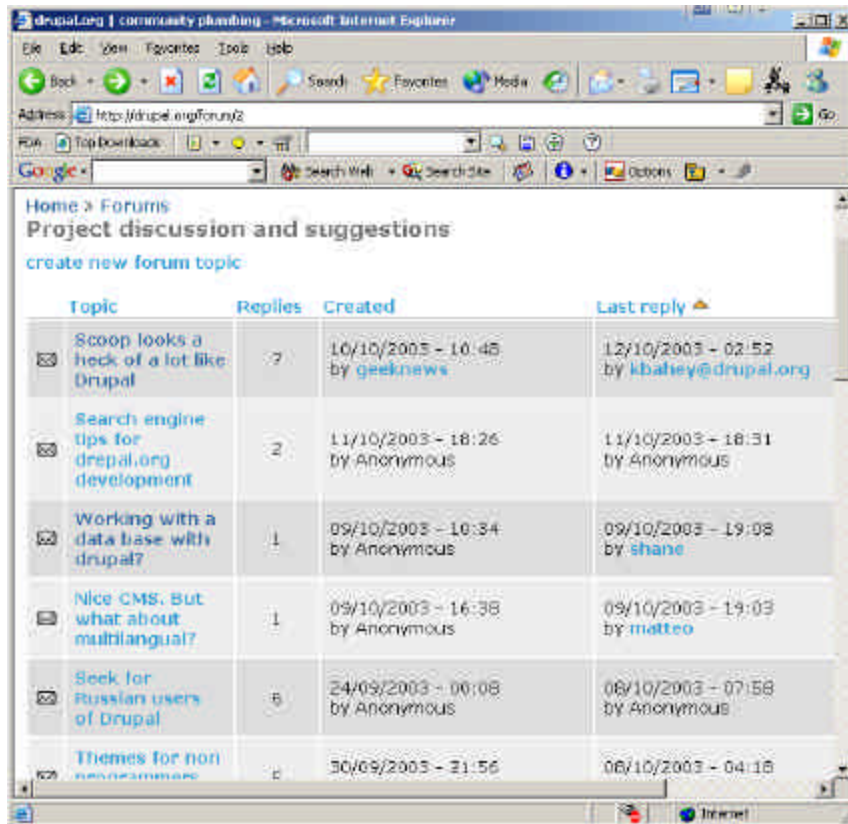 drupal.org | community plumbing - Microsoft Internet Explorer
File Edit View Favorites Tools Help
Back Search Favorites Media
Address http://drupal.org/forum/2 Go
Top Downloads
Google Search Web Search Site Options
Home » Forums
Project discussion and suggestions
create new forum topic
Topic Replies Created Last reply
Scoop looks a
heck of a lot like
Drupal
7
10/10/2003 - 10:48
by geeknews
12/10/2003 - 02:52
by kbahey@drupal.org
Search engine
tips for
drepal.org
development
2
11/10/2003 - 18:26
by Anonymous
11/10/2003 - 18:31
by Anonymous
Working with a
data base with
drupal?
1
09/10/2003 - 10:34
by Anonymous
09/10/2003 - 19:08
by shane
Nice CMS. But
what about
multilangual?
1
09/10/2003 - 16:38
by Anonymous
09/10/2003 - 19:03
by matteo
Seek for
Russian users
of Drupal
6
24/09/2003 - 00:08
by Anonymous
08/10/2003 - 07:58
by Anonymous
Themes for non
programmers
30/09/2003 - 21:56
08/10/2003 - 04:18
Internet